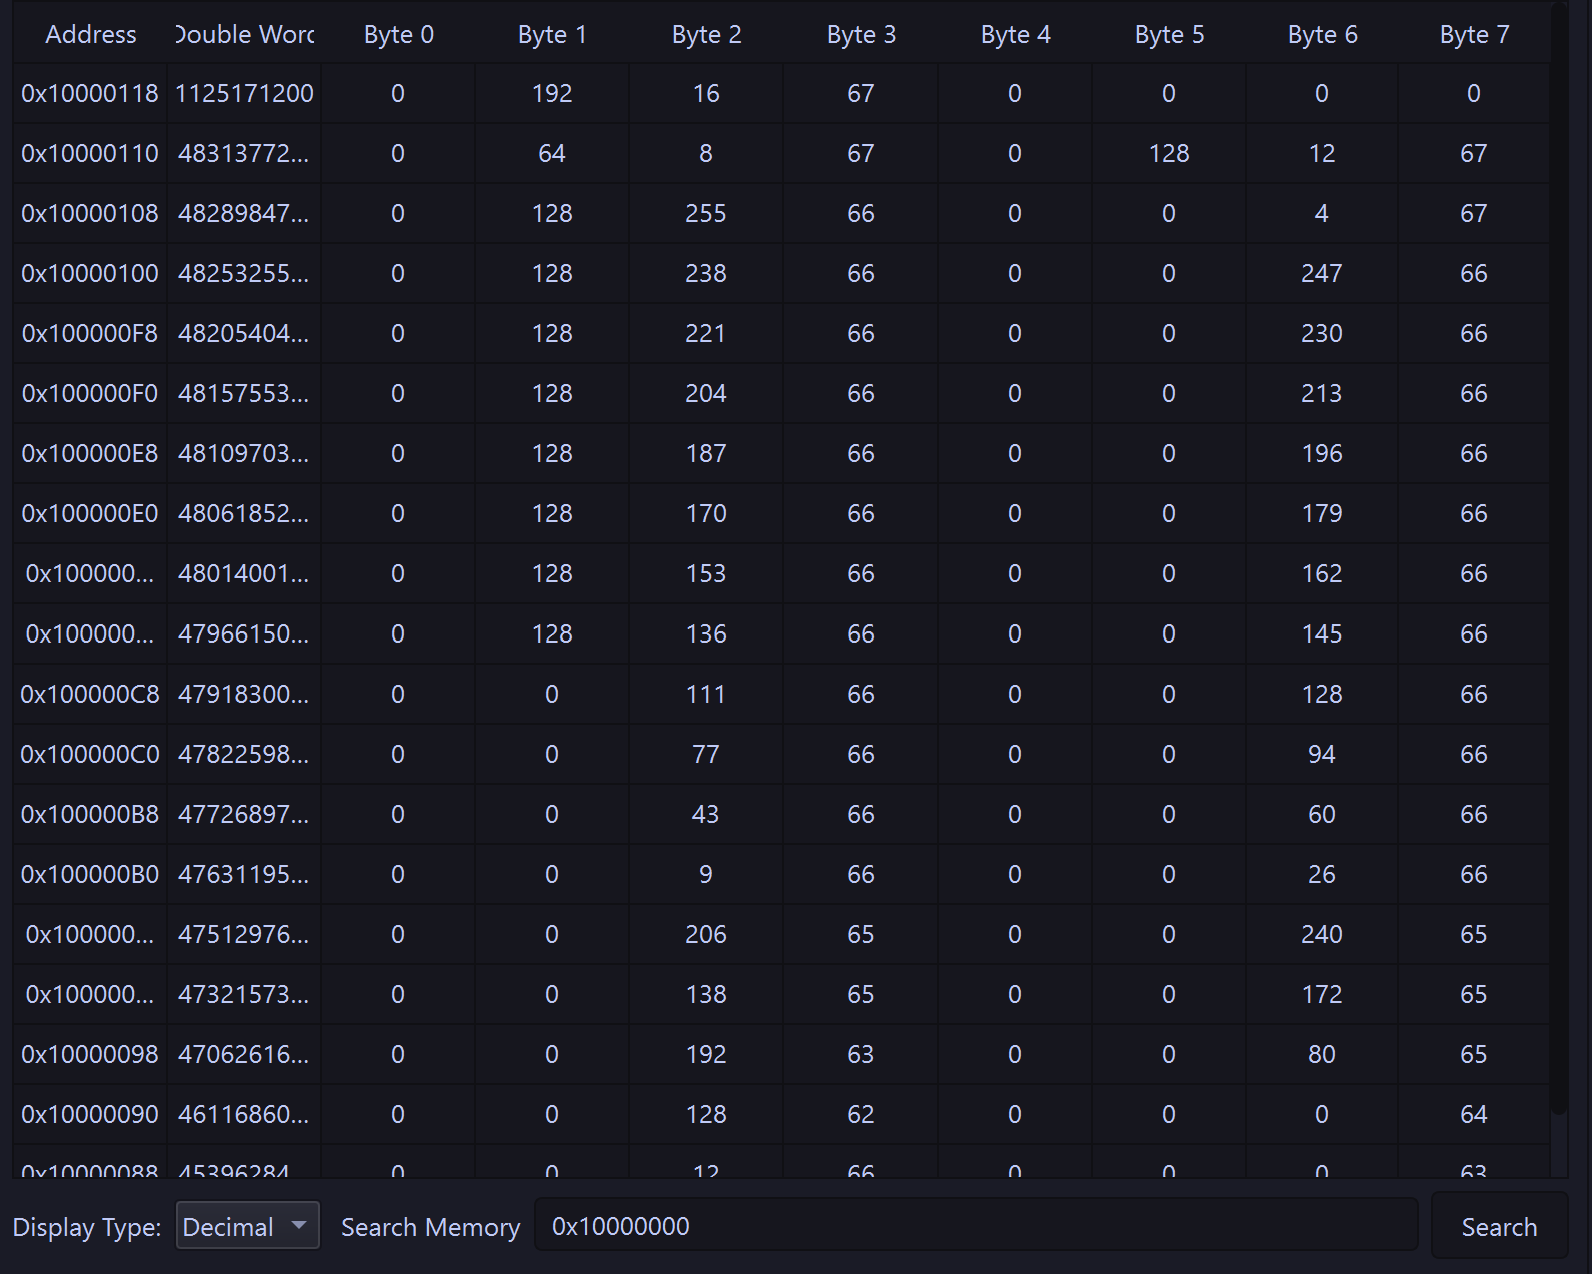 Address Double Word Byte 0 Byte 1 Byte 2 Byte 3 Byte 4 Byte 5 Byte 6 Byte 7
0x10000118 1125171200 0 192 16 67 0 0 0 0
0x10000110 48313772... 0 64 8 67 0 128 12 67
0x10000108 48289847... 0 128 255 66 0 0 4 67
0x10000100 48253255... 0 128 238 66 0 0 247 66
0x100000F8 48205404... 0 128 221 66 0 0 230 66
0x100000F0 48157553... 0 128 204 66 0 0 213 66
0x100000E8 48109703... 0 128 187 66 0 0 196 66
0x100000E0 48061852... 0 128 170 66 0 0 179 66
0x100000... 48014001... 0 128 153 66 0 0 162 66
0x100000... 47966150... 0 128 136 66 0 0 145 66
0x100000C8 47918300... 0 0 111 66 0 0 128 66
0x100000C0 47822598... 0 0 77 66 0 0 94 66
0x100000B8 47726897... 0 0 43 66 0 0 60 66
0x100000B0 47631195... 0 0 9 66 0 0 26 66
0x100000... 47512976... 0 0 206 65 0 0 240 65
0x100000... 47321573... 0 0 138 65 0 0 172 65
0x10000098 47062616... 0 0 192 63 0 0 80 65
0x10000090 46116860... 0 0 128 62 0 0 0 64
0x10000088 45396284... 0 0 12 66 0 0 0 63
Display Type: Decimal Search Memory 0x10000000 Search